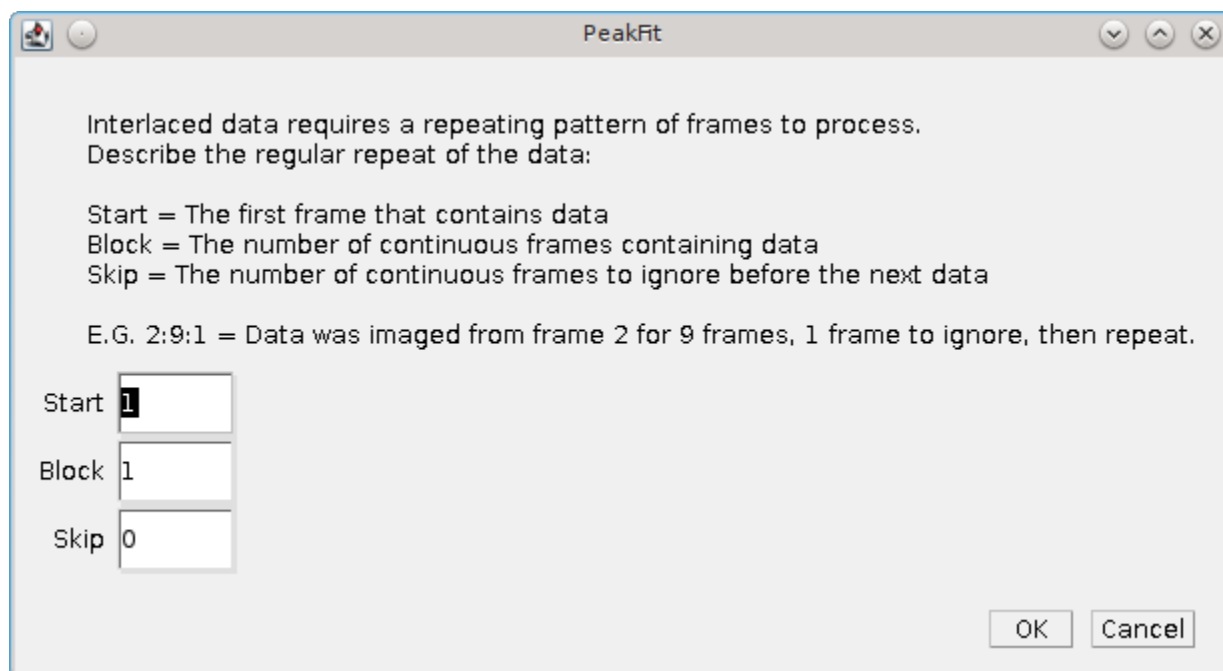 PeakFit
Interlaced data requires a repeating pattern of frames to process.
Describe the regular repeat of the data:
Start = The first frame that contains data
Block = The number of continuous frames containing data
Skip = The number of continuous frames to ignore before the next data
E.G. 2:9:1 = Data was imaged from frame 2 for 9 frames, 1 frame to ignore, then repeat.
Start 1
Block 1
Skip 0
OK Cancel